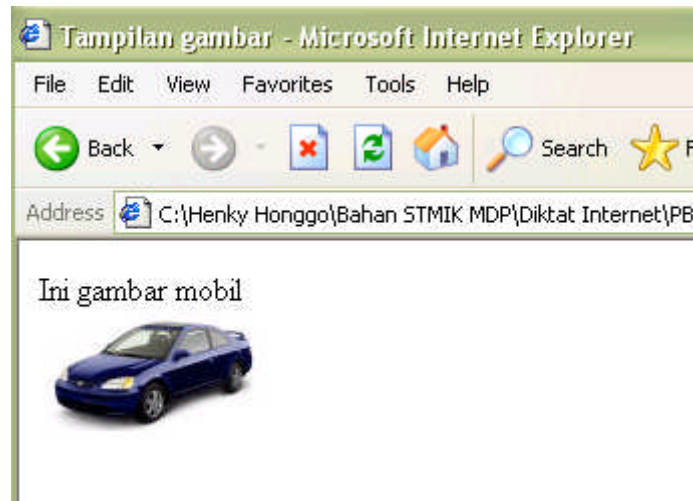 Tampilan gambar - Microsoft Internet Explorer
File Edit View Favorites Tools Help
Back Search F
Address C:\Henky Honggo\Bahan STMIK MDP\Diktat Internet\PB
Ini gambar mobil